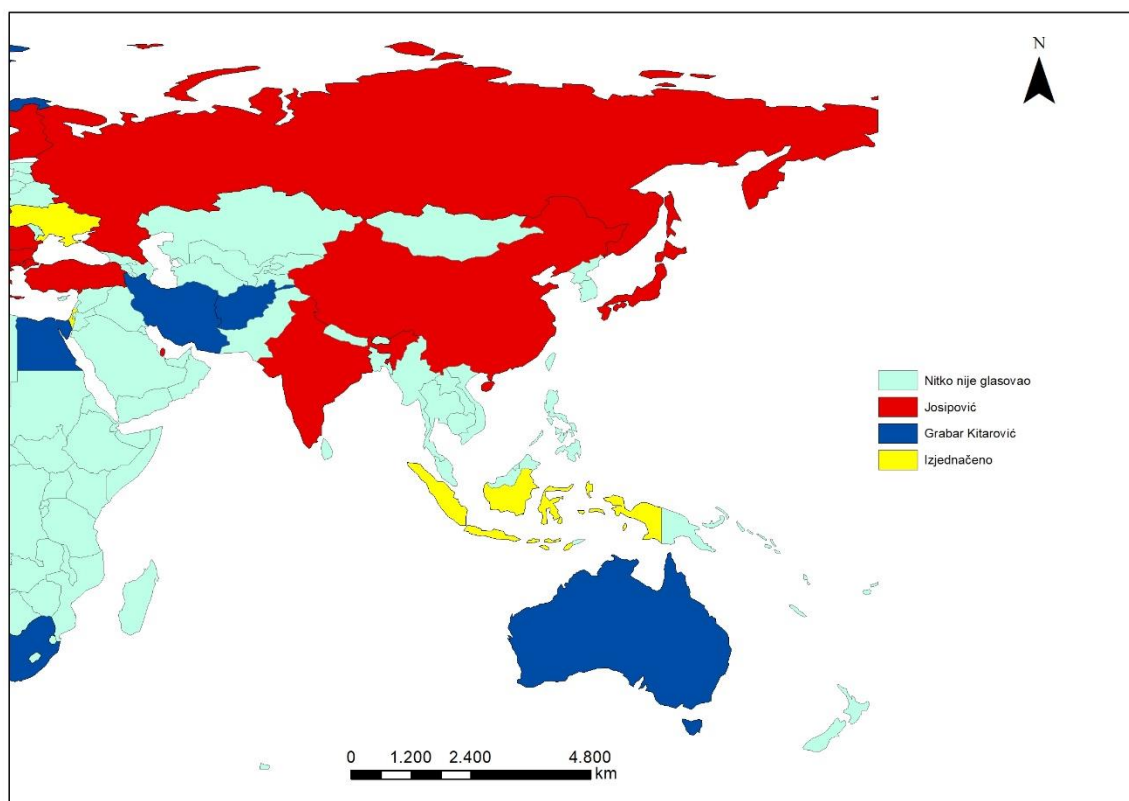 N
Nitko nije glasovao
Josipović
Grabar Kitarović
Izjednačeno
0 1.200 2.400 4.800
km